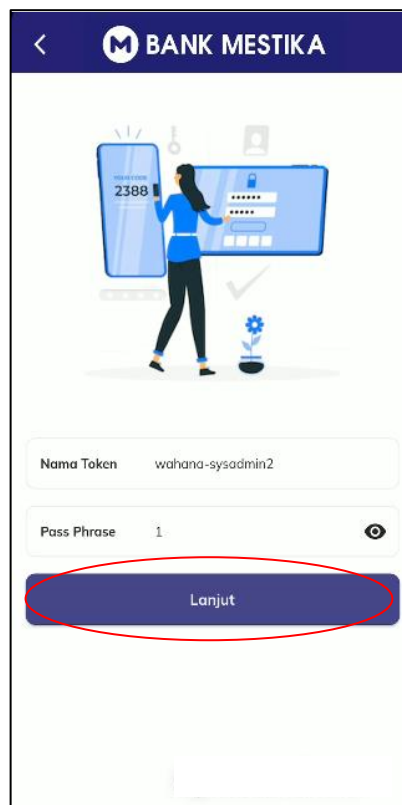 BANK MESTIKA
2388
******
*****
Nama Token wahana-sysadmin2
Pass Phrase 1
Lanjut